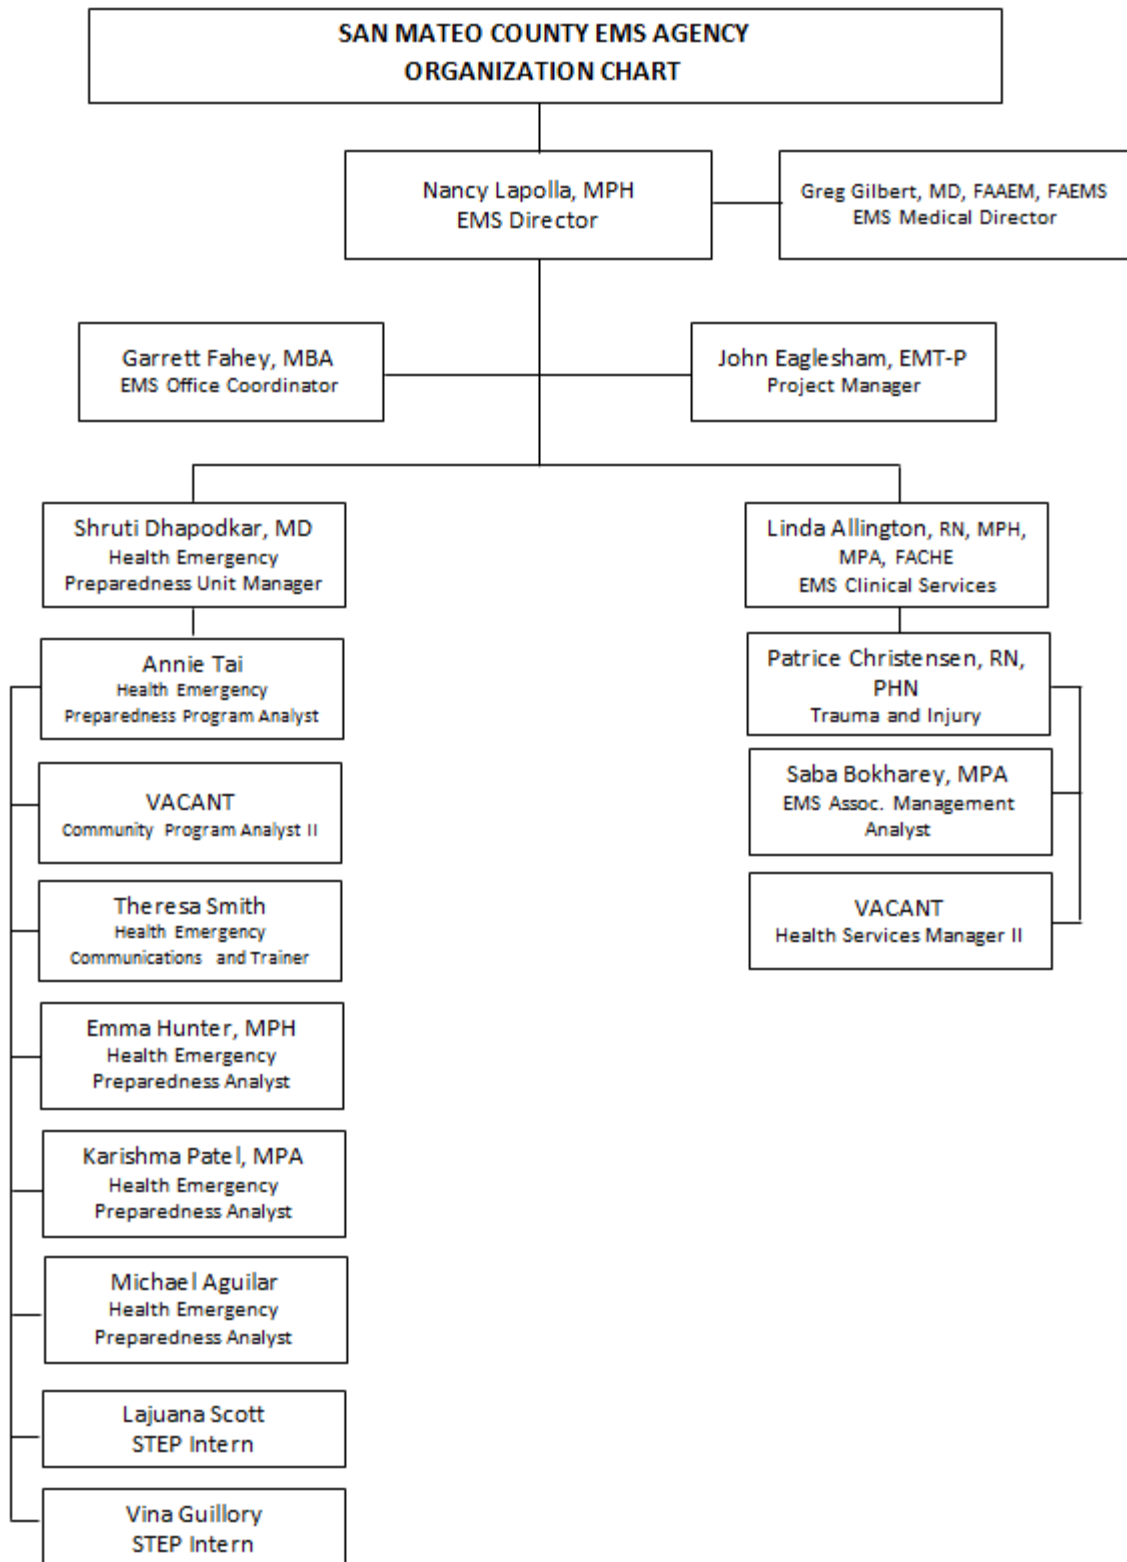 SAN MATEO COUNTY EMS AGENCY
ORGANIZATION CHART
Nancy Lapolla, MPH
EMS Director
Greg Gilbert, MD, FAAEM, FAEMS
EMS Medical Director
Garrett Fahey, MBA
EMS Office Coordinator
John Eaglesham, EMT-P
Project Manager
Shruti Dhapodkar, MD
Health Emergency
Preparedness Unit Manager
Linda Allington, RN, MPH,
MPA, FACHE
EMS Clinical Services
Annie Tai
Health Emergency
Preparedness Program Analyst
Patrice Christensen, RN,
PHN
Trauma and Injury
VACANT
Community Program Analyst II
Saba Bokharey, MPA
EMS Assoc. Management
Analyst
Theresa Smith
Health Emergency
Communications and Trainer
VACANT
Health Services Manager II
Emma Hunter, MPH
Health Emergency
Preparedness Analyst
Karishma Patel, MPA
Health Emergency
Preparedness Analyst
Michael Aguilar
Health Emergency
Preparedness Analyst
Lajuana Scott
STEP Intern
Vina Guillory
STEP Intern